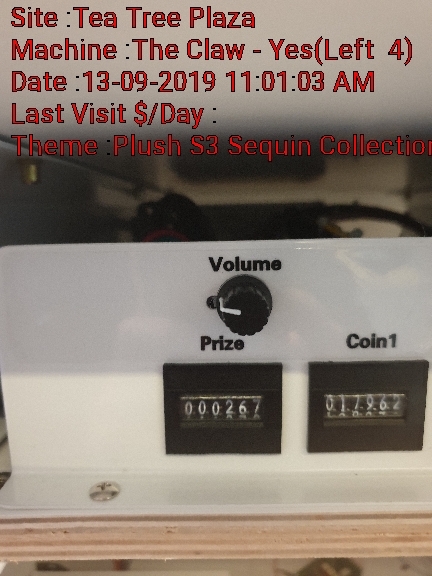 Site :Tea Tree Plaza
Machine :The Claw - Yes(Left 4)
Date :13-09-2019 11:01:03 AM
Last Visit $/Day :
Theme :Plush S3 Sequin Collection
Volume
Prize
Coin1
000267
017962